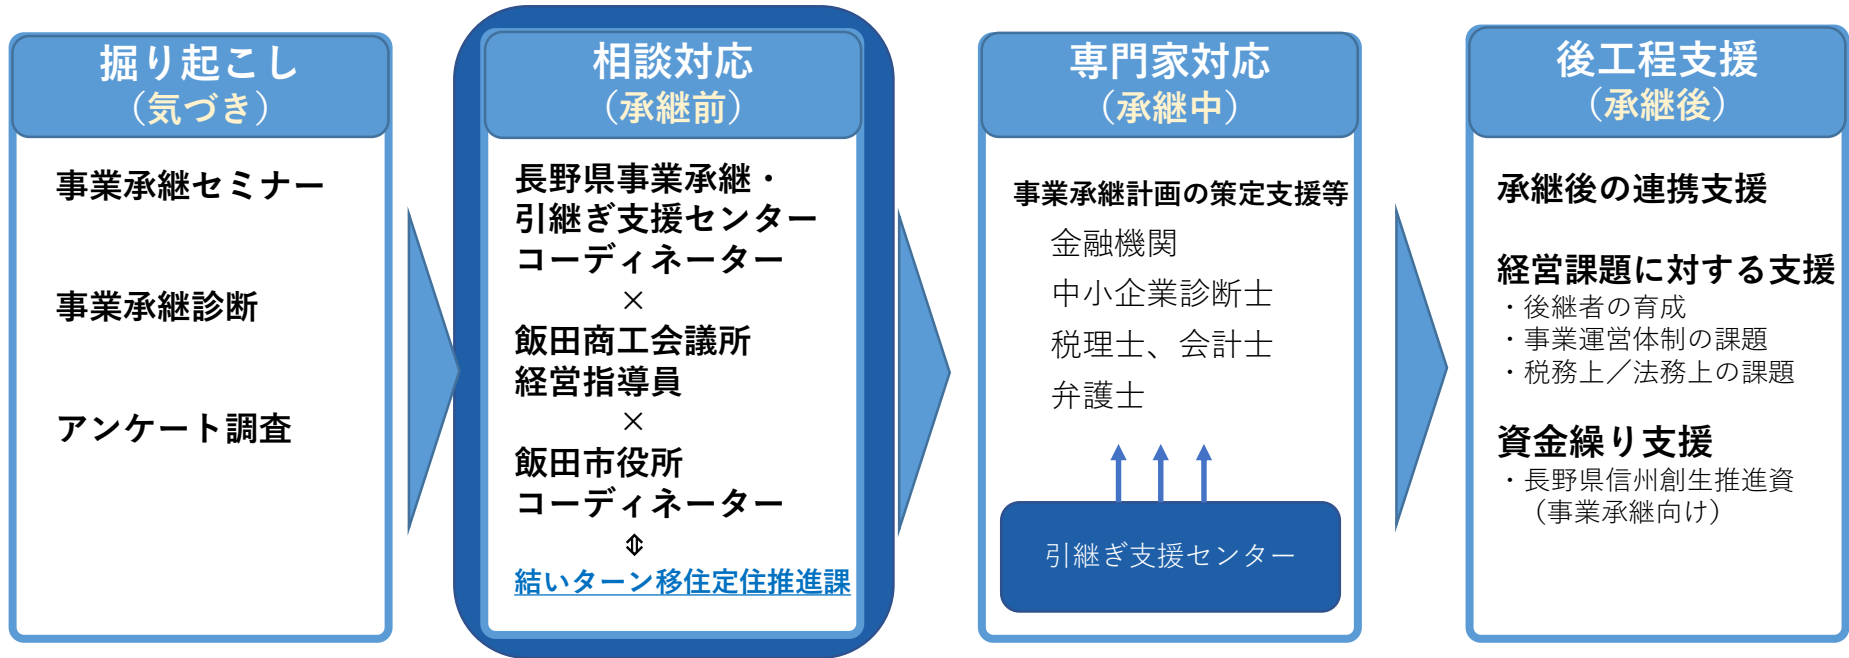 掘り起こし
（気づき）
事業承継セミナー
事業承継診断
アンケート調査
相談対応
（承継前）
長野県事業承継・
引継ぎ支援センター
コーディネーター
×
飯田商工会議所
経営指導員
×
飯田市役所
コーディネーター
⇕
結いターン移住定住推進課
専門家対応
（承継中）
事業承継計画の策定支援等
金融機関
中小企業診断士
税理士、会計士
弁護士
引継ぎ支援センター
後工程支援
（承継後）
承継後の連携支援
経営課題に対する支援
・後継者の育成
・事業運営体制の課題
・税務上／法務上の課題
資金繰り支援
・長野県信州創生推進資
（事業承継向け）